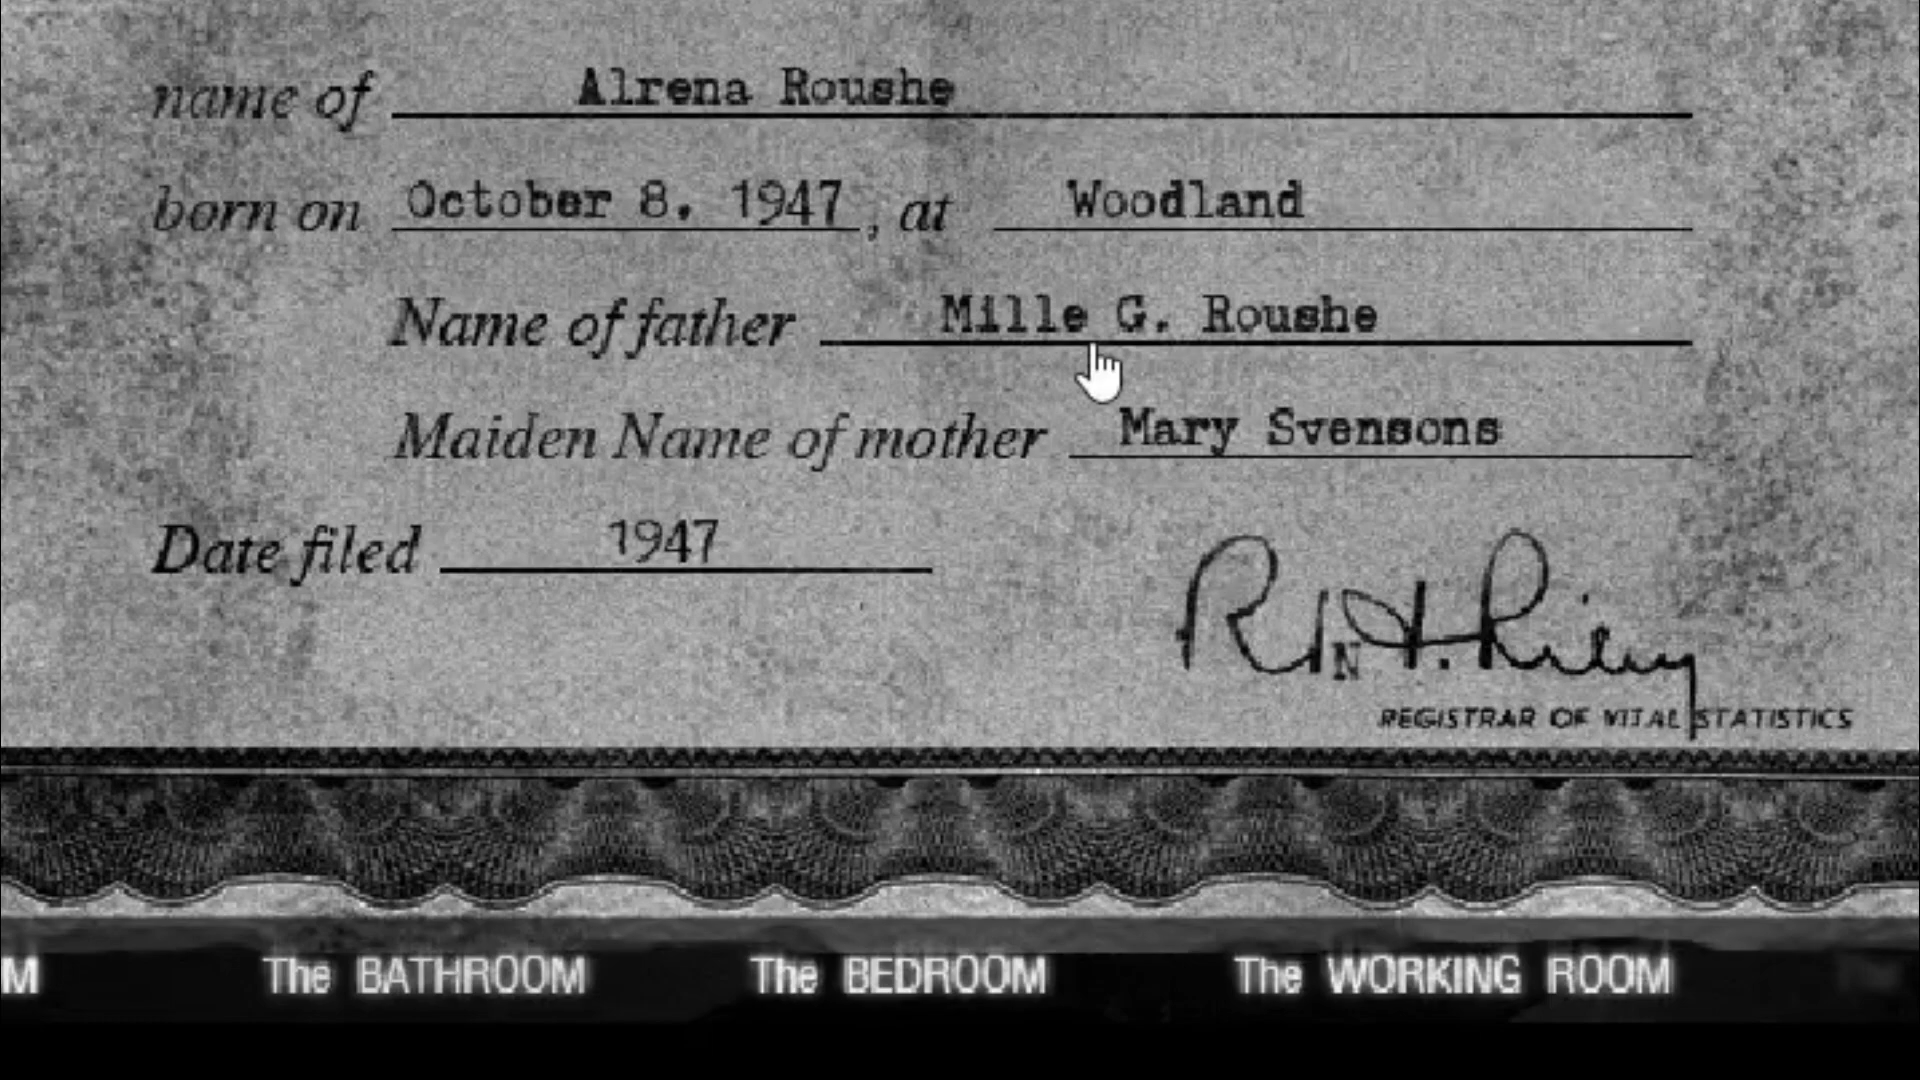 name of Alrena Roushe
born on October 8. 1947, at Woodland
Name of father Mille G. Roushe
Maiden Name of mother Mary Svensons
Date filed 1947
R N H. Riley
REGISTRAR OF VITAL STATISTICS
M The BATHROOM The BEDROOM The WORKING ROOM